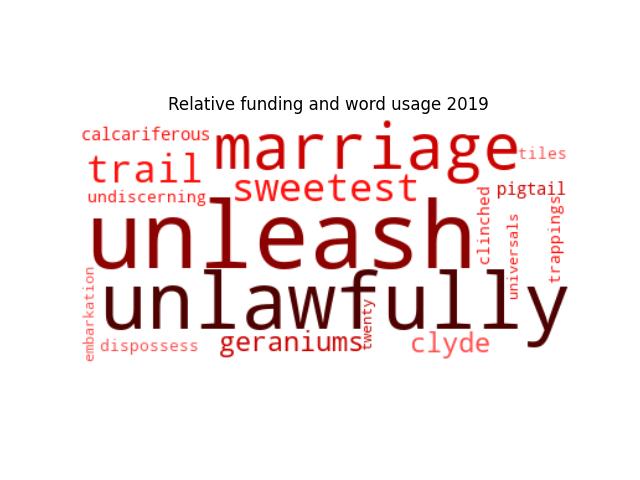 Relative funding and word usage 2019
calcariferous
marriage
tiles
trail
sweetest
pigtail
undiscerning
clinched
universals
trappings
unleash
unlawfully
embarkation
dispossess
geraniums
twenty
clyde